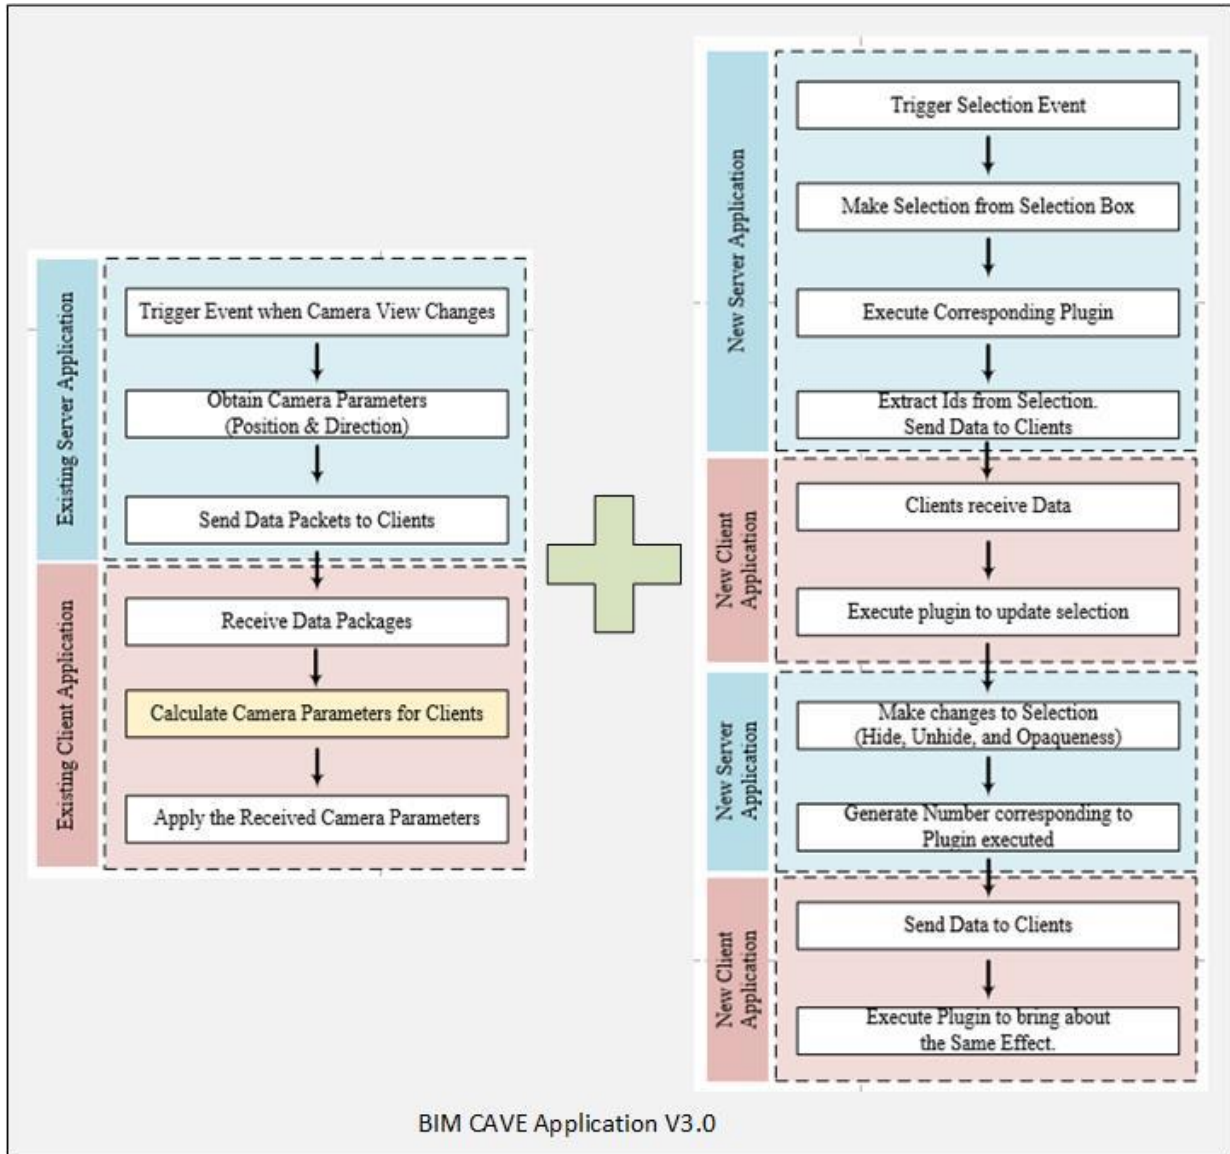 Existing Server Application
Trigger Event when Camera View Changes
Obtain Camera Parameters
(Position & Direction)
Send Data Packets to Clients
Existing Client Application
Receive Data Packages
Calculate Camera Parameters for Clients
Apply the Received Camera Parameters
New Server Application
Trigger Selection Event
Make Selection from Selection Box
Execute Corresponding Plugin
Extract Ids from Selection.
Send Data to Clients
New Client
Application
Clients receive Data
Execute plugin to update selection
New Server
Application
Make changes to Selection
(Hide, Unhide, and Opaqueness)
Generate Number corresponding to
Plugin executed
New Client
Application
Send Data to Clients
Execute Plugin to bring about
the Same Effect.
BIM CAVE Application V3.0